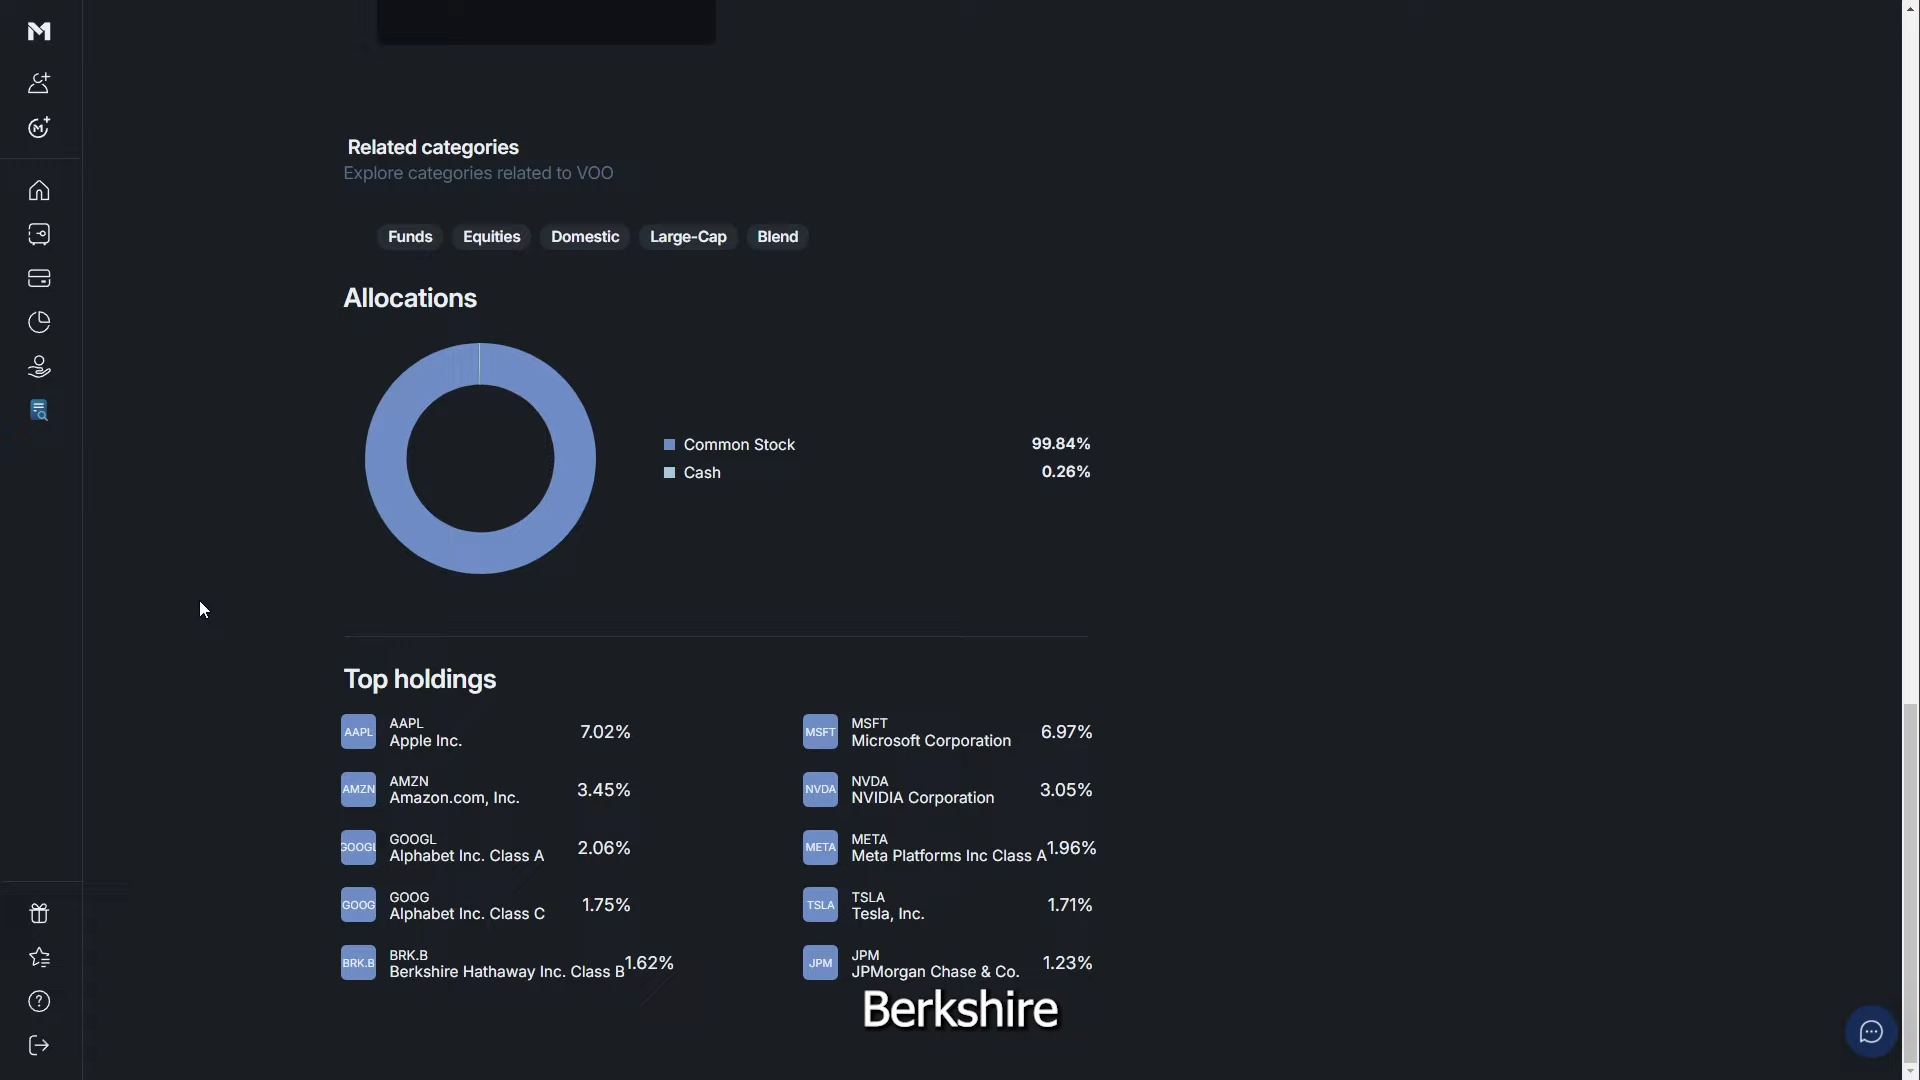 Related categories
Explore categories related to VOO
Funds Equities Domestic Large-Cap Blend
Allocations
Common Stock 99.84%
Cash 0.26%
Top holdings
AAPL AAPL Apple Inc. 7.02%
MSFT MSFT Microsoft Corporation 6.97%
AMZN AMZN Amazon.com, Inc. 3.45%
NVDA NVDA NVIDIA Corporation 3.05%
GOOGL GOOGL Alphabet Inc. Class A 2.06%
META META Meta Platforms Inc Class A 1.96%
GOOG GOOG Alphabet Inc. Class C 1.75%
TSLA TSLA Tesla, Inc. 1.71%
BRK.B BRK.B Berkshire Hathaway Inc. Class B 1.62%
JPM JPM JPMorgan Chase & Co. 1.23%
Berkshire